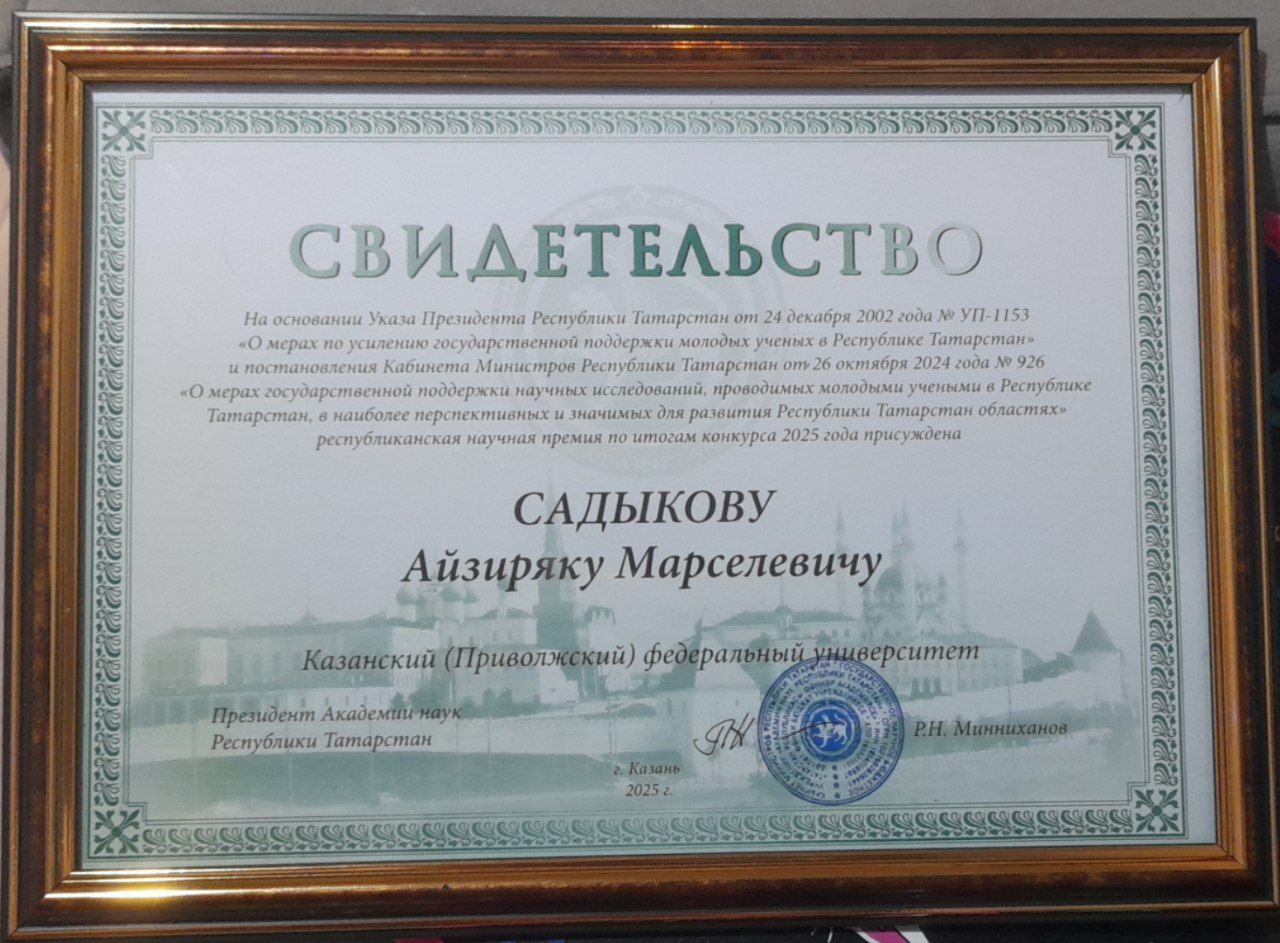 СВИДЕТЕЛЬСТВО
На основании Указа Президента Республики Татарстан от 24 декабря 2002 года № УП-1153
«О мерах по усилению государственной поддержки молодых ученых в Республике Татарстан»
и постановления Кабинета Министров Республики Татарстан от 26 октября 2024 года № 926
«О мерах государственной поддержки научных исследований, проводимых молодыми учеными в Республике
Татарстан, в наиболее перспективных и значимых для развития Республики Татарстан областях»
республиканская научная премия по итогам конкурса 2025 года присуждена
САДЫКОВУ
Айзиряку Марселевичу
Казанский (Приволжский) федеральный университет
Президент Академии наук
Республики Татарстан
Р.Н. Минниханов
г. Казань
2025 г.